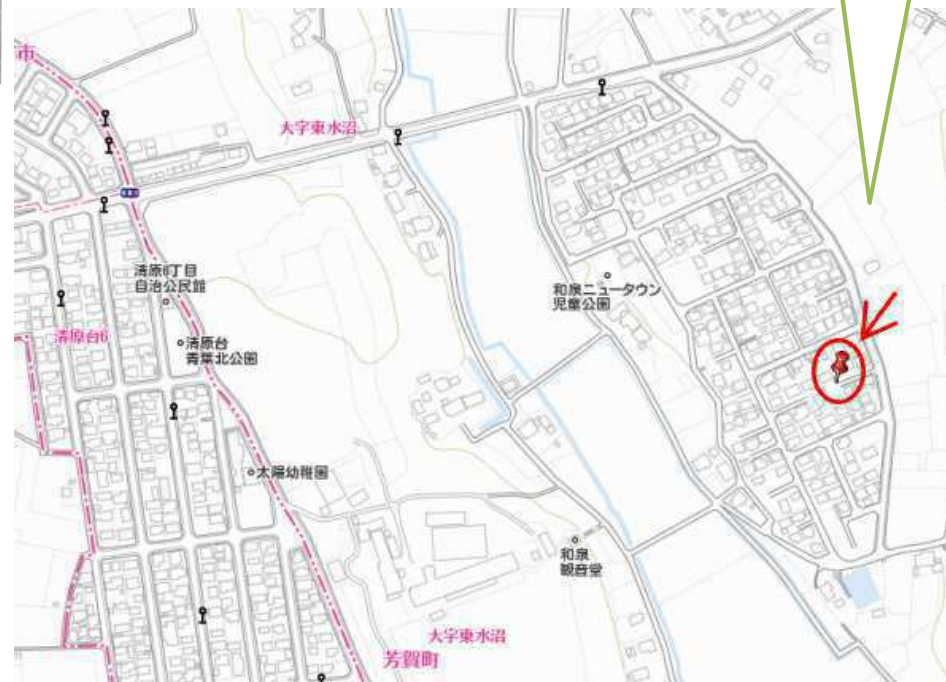 市
大字東水沼
清原6丁目
自治公民館
和泉ニュータウン
児童公園
清原台6
清原台
青葉北公園
太陽幼稚園
和泉
観音堂
大字東水沼
芳賀町